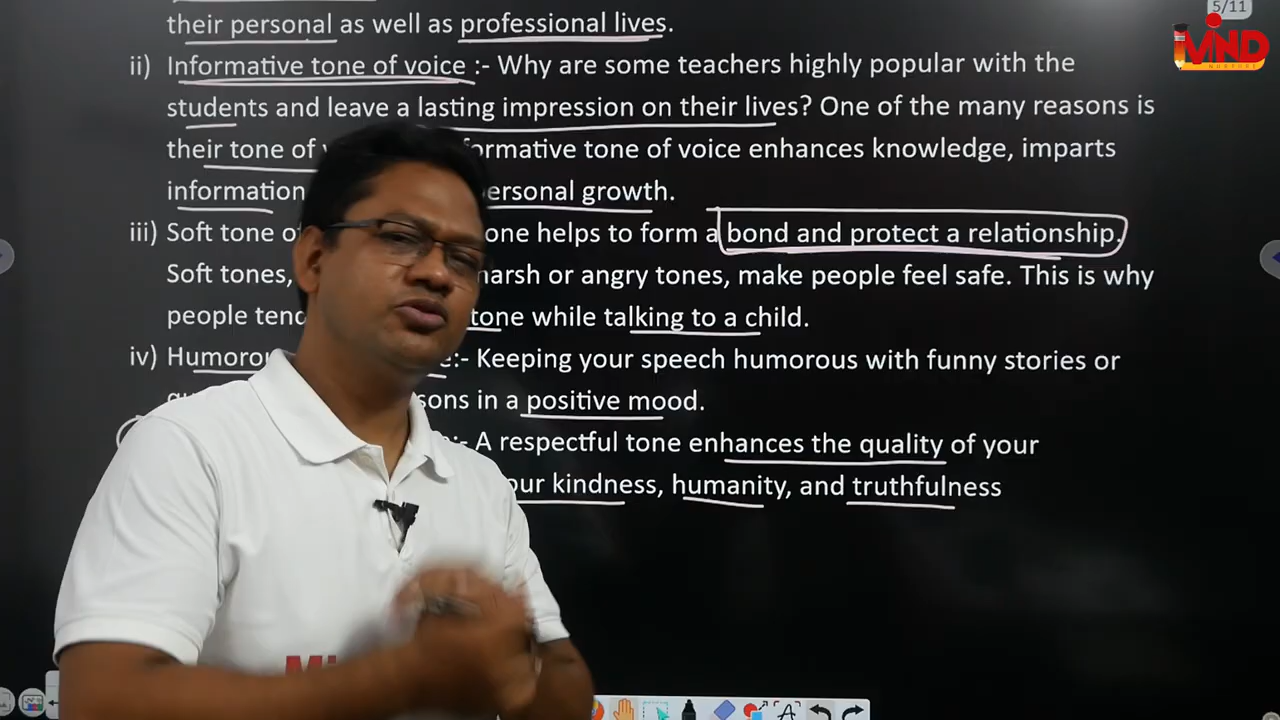 5/11
their personal as well as professional lives.
MIND
NURTURE
ii) Informative tone of voice :- Why are some teachers highly popular with the
students and leave a lasting impression on their lives? One of the many reasons is
their tone of formative tone of voice enhances knowledge, imparts
information personal growth.
iii) Soft tone one helps to form a bond and protect a relationship.
Soft tones, harsh or angry tones, make people feel safe. This is why
people tend tone while talking to a child.
iv) Humorou e:- Keeping your speech humorous with funny stories or
sons in a positive mood.
:- A respectful tone enhances the quality of your
our kindness, humanity, and truthfulness